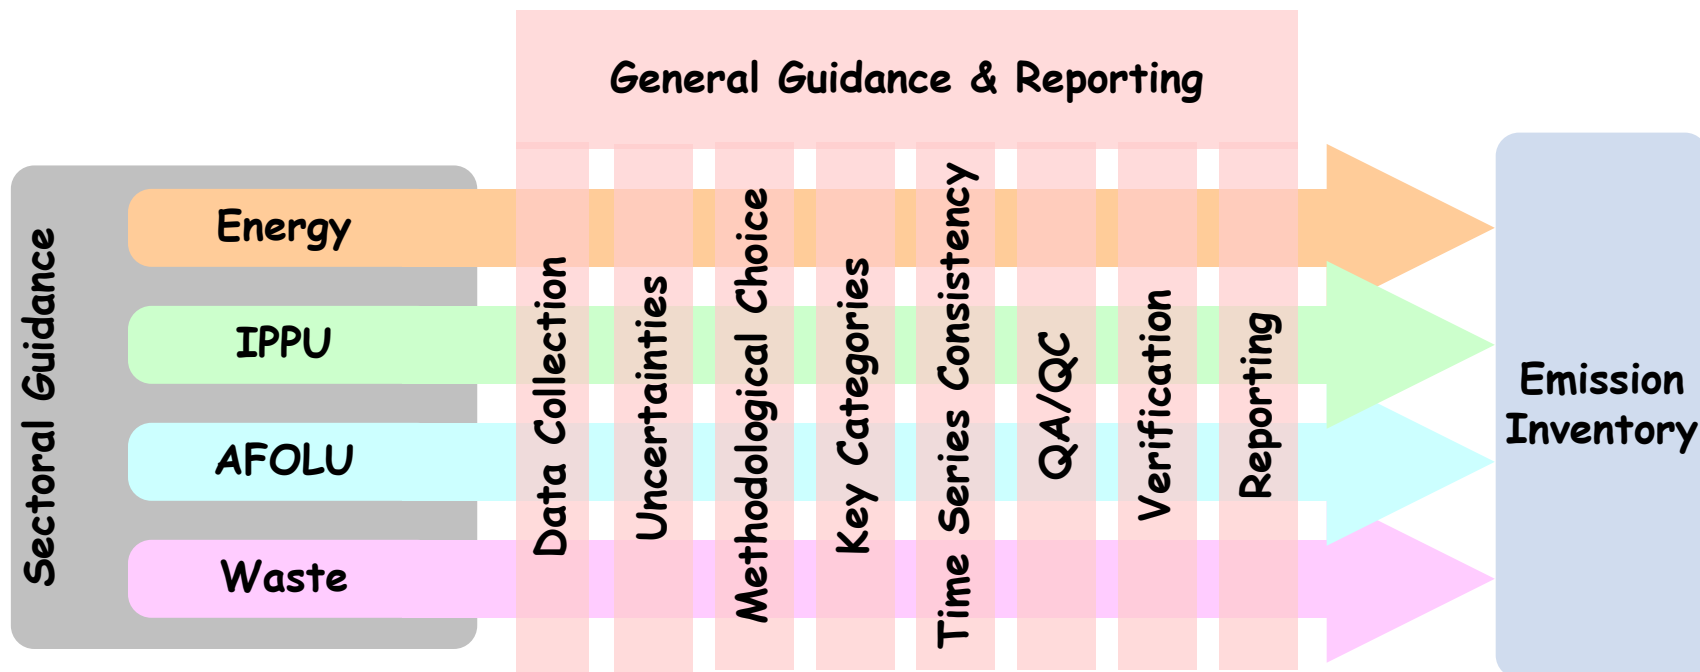 General Guidance & Reporting
Sectoral Guidance
Energy
IPPU
AFOLU
Waste
Data Collection
Uncertainties
Methodological Choice
Key Categories
Time Series Consistency
QA/QC
Verification
Reporting
Emission
Inventory